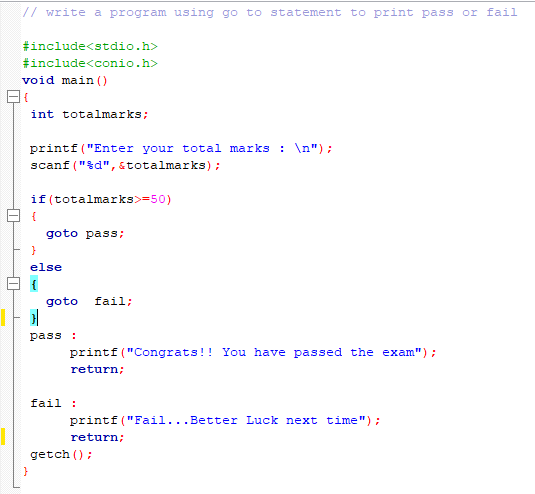 // write a program using go to statement to print pass or fail
#include<stdio.h>
#include<conio.h>
void main()
{
int totalmarks;
printf("Enter your total marks : \n");
scanf("%d",&totalmarks);
if(totalmarks>=50)
{
goto pass;
}
else
{
goto  fail;
}
pass :
printf("Congrats!! You have passed the exam");
return;
fail :
printf("Fail...Better Luck next time");
return;
getch();
}